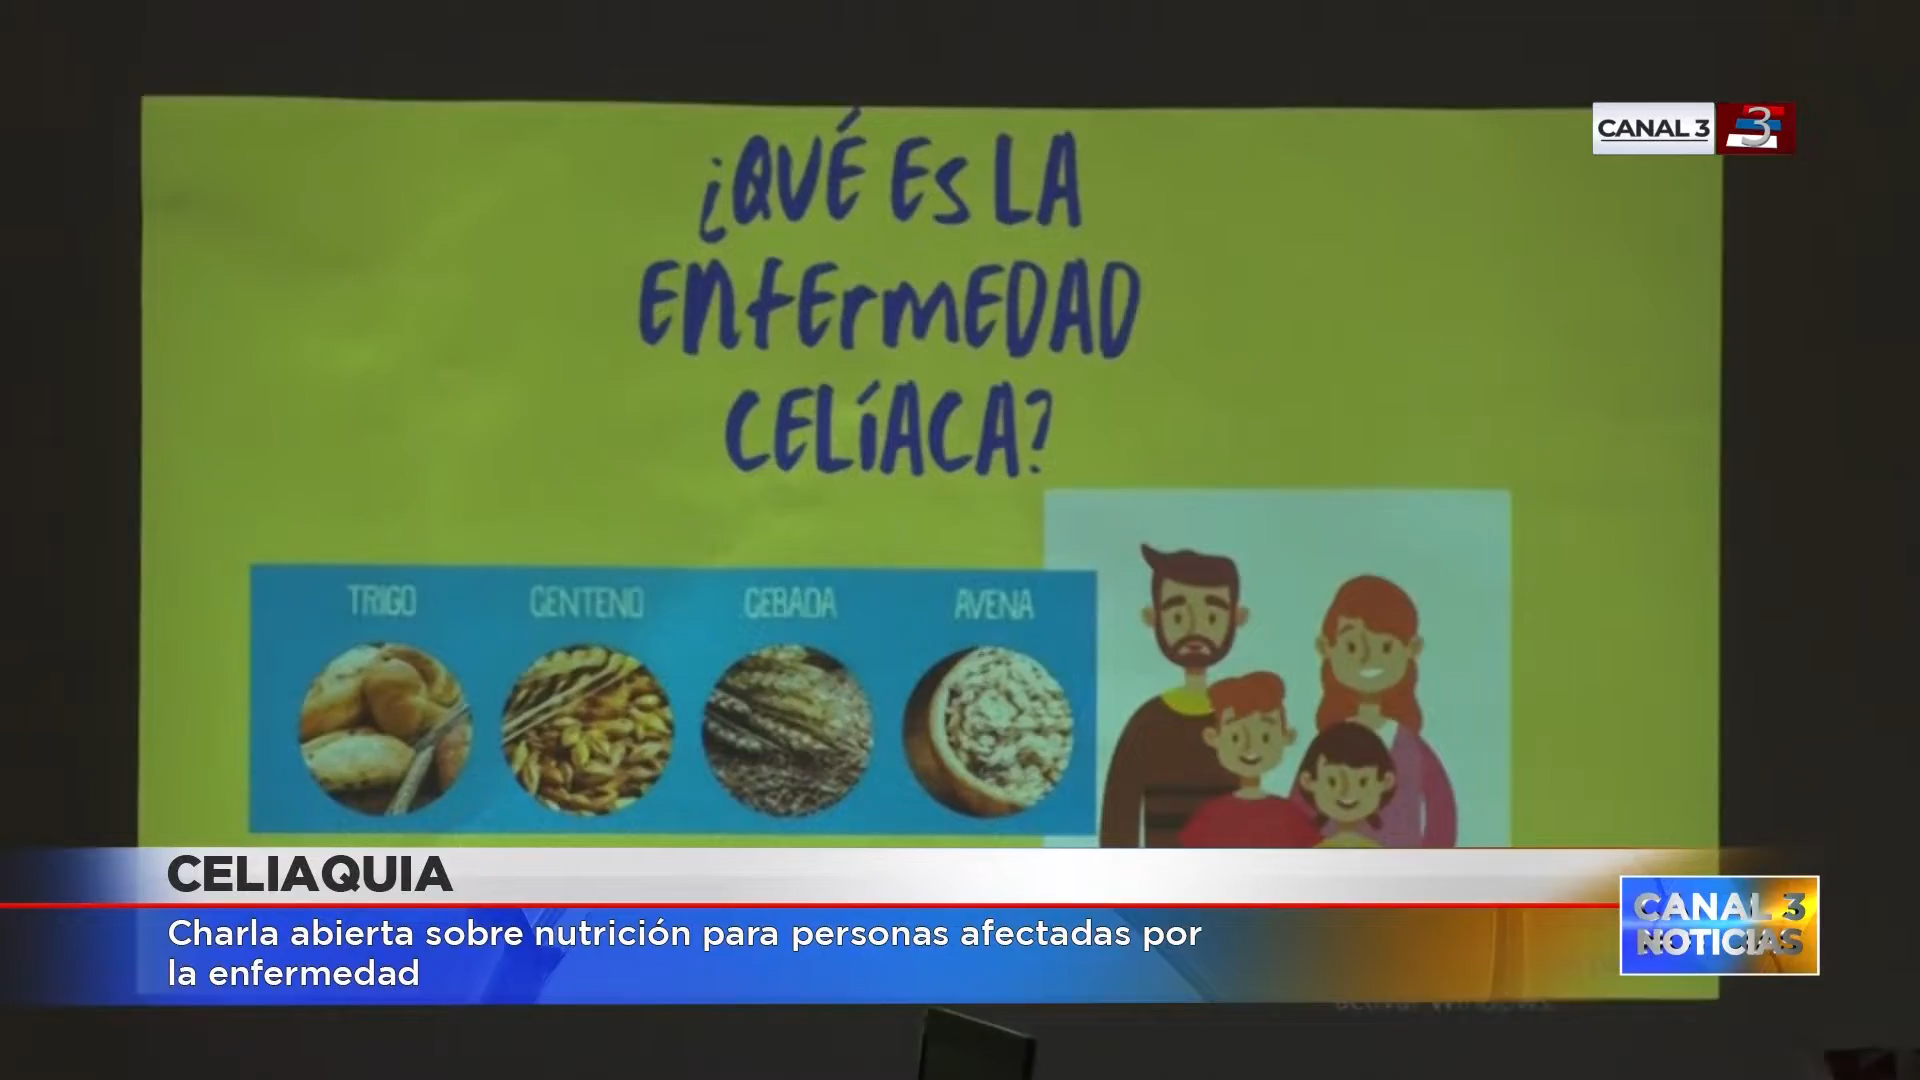 CANAL 3 3
¿QUÉ ES LA
ENFERMEDAD
CELÍACA?
TRIGO CENTENO CEBADA AVENA
CELIAQUIA
Charla abierta sobre nutrición para personas afectadas por
la enfermedad
CANAL 3
NOTICIAS